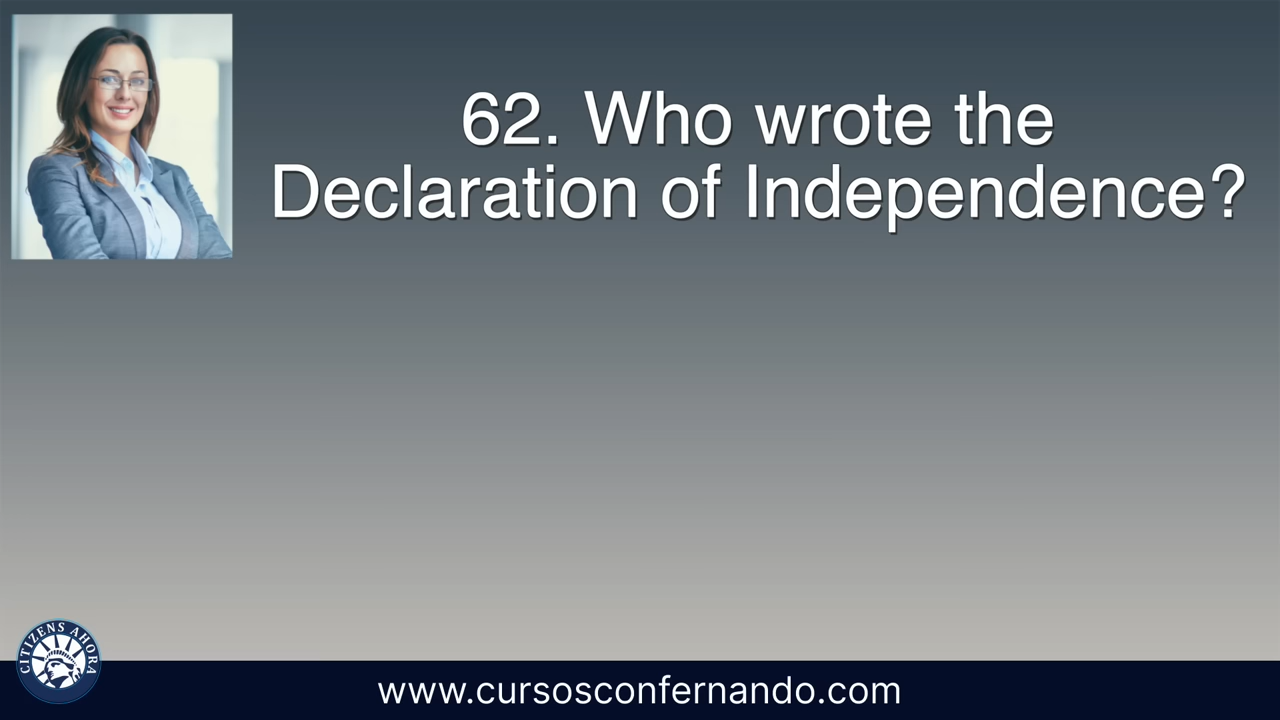 62. Who wrote the
Declaration of Independence?
CITIZENS AHORA
www.cursosconfernando.com